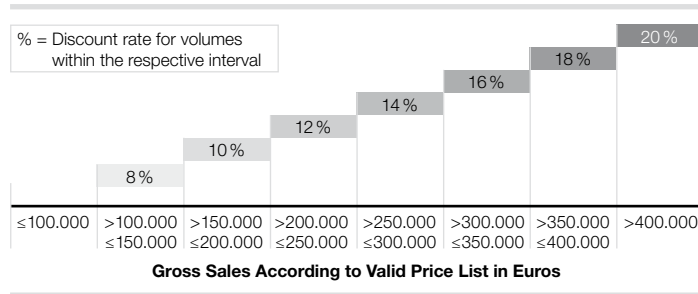 % = Discount rate for volumes
within the respective interval
20 %
18 %
16 %
14 %
12 %
10 %
8 %
≤100.000 >100.000 >150.000 >200.000 >250.000 >300.000 >350.000 >400.000
≤150.000 ≤200.000 ≤250.000 ≤300.000 ≤350.000 ≤400.000
Gross Sales According to Valid Price List in Euros